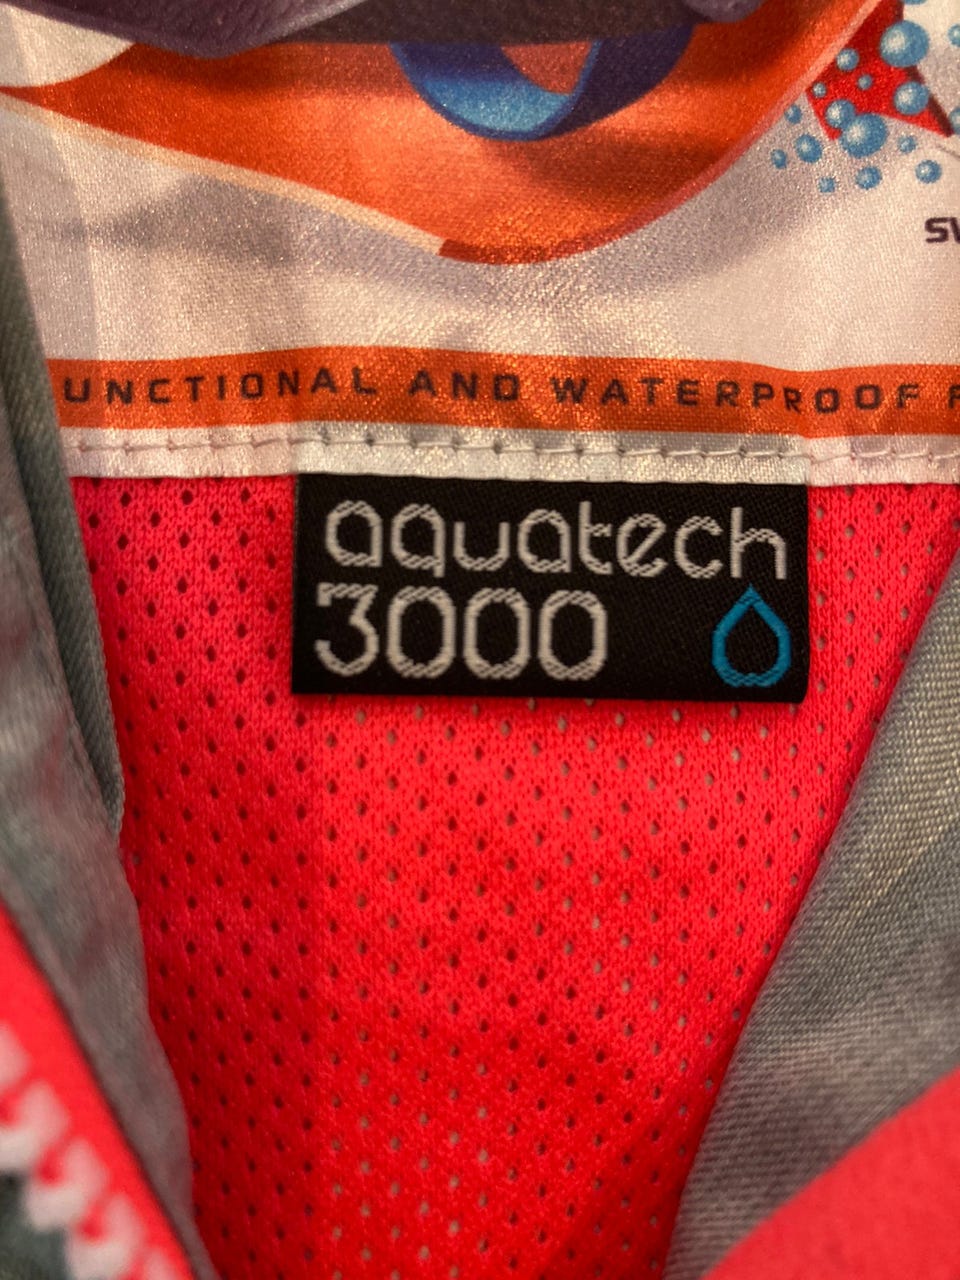 UNCTIONAL AND WATERPROOF
aquatech
3000